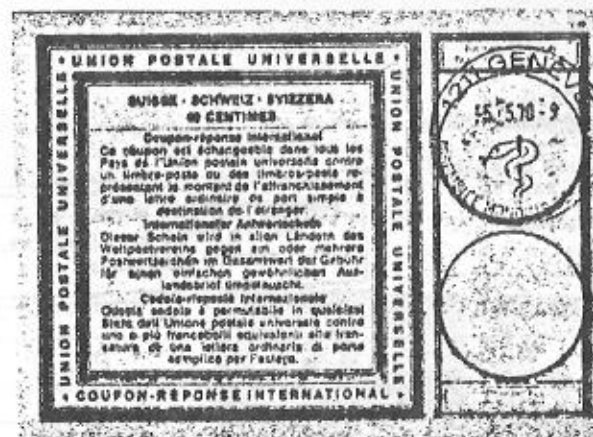 UNION POSTALE UNIVERSELLE
UNION POSTALE UNIVERSELLE
UNION POSTALE UNIVERSELLE
SUISSE · SCHWEIZ · SVIZZERA
60 CENTIMES
Coupon-réponse international
Ce coupon est échangeable dans tous les
Pays de l'Union postale universelle contre
un timbre-poste ou des timbres-poste re-
présentant le montant de l'affranchissement
d'une lettre ordinaire de port simple à
destination de l'étranger.
Internationaler Antwortschein
Dieser Schein wird in allen Ländern des
Weltpostvereins gegen ein oder mehrere
Postwertzeichen im Gesamtwert der Gebühr
für einen einfachen gewöhnlichen Aus-
landsbrief umgetauscht.
Cedola-risposta internazionale
Questa cedola è permutabile in qualsiasi
Stato dell'Unione postale universale contro
uno o più francobolli equivalenti alla fran-
catura di una lettera ordinaria di porto
semplice per l'estero.
COUPON-RÉPONSE INTERNATIONAL
1211 GENÈVE
-9